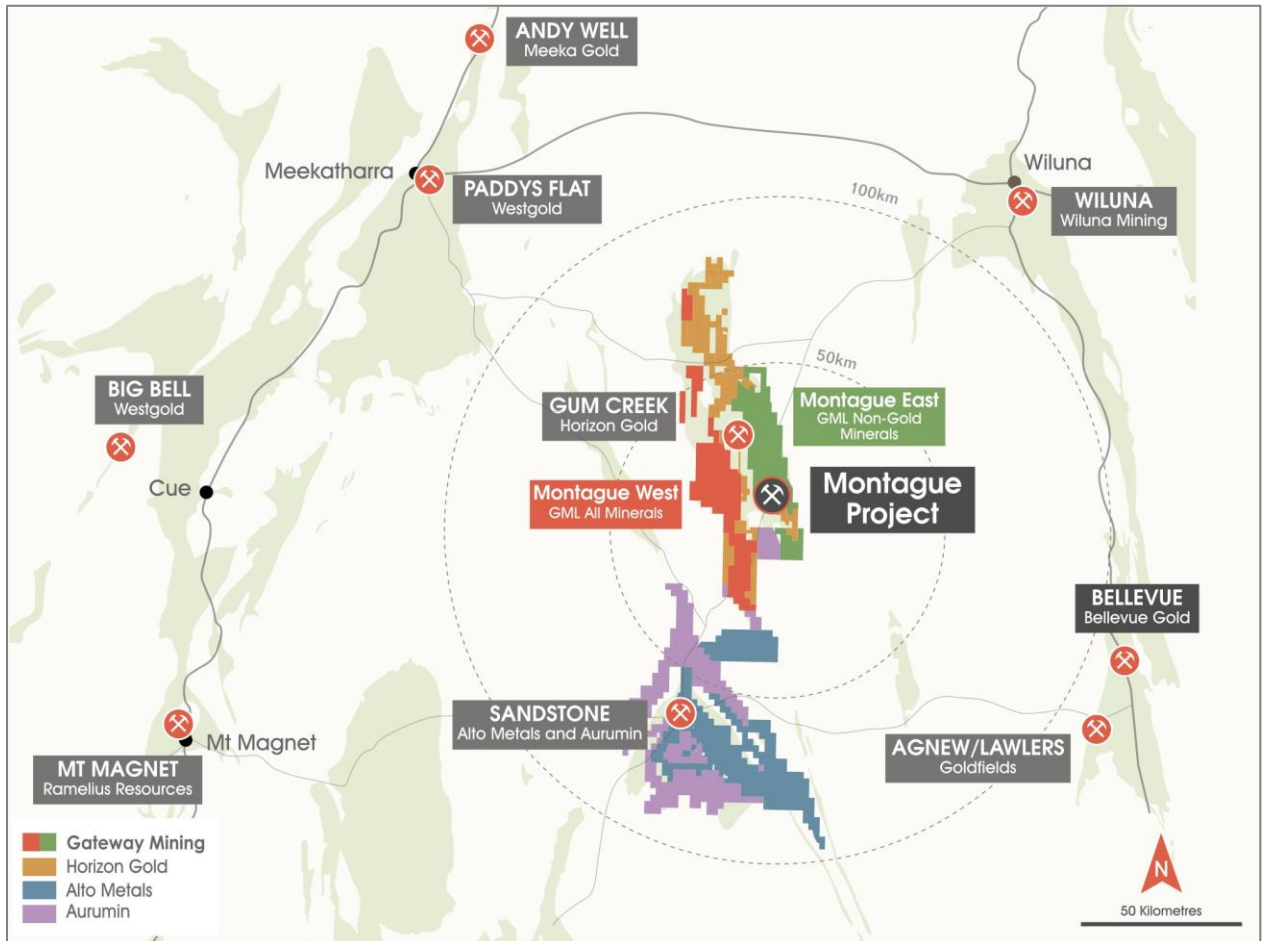 ANDY WELL
Meeka Gold
Meekatharra
PADDYS FLAT
Westgold
Wiluna
WILUNA
Wiluna Mining
100km
50km
BIG BELL
Westgold
GUM CREEK
Horizon Gold
Montague East
GML Non-Gold
Minerals
Cue
Montague West
GML All Minerals
Montague
Project
BELLEVUE
Bellevue Gold
SANDSTONE
Alto Metals and Aurumin
AGNEW/LAWLERS
Goldfields
Mt Magnet
MT MAGNET
Ramelius Resources
Gateway Mining
Horizon Gold
Alto Metals
Aurumin
N
50 Kilometres